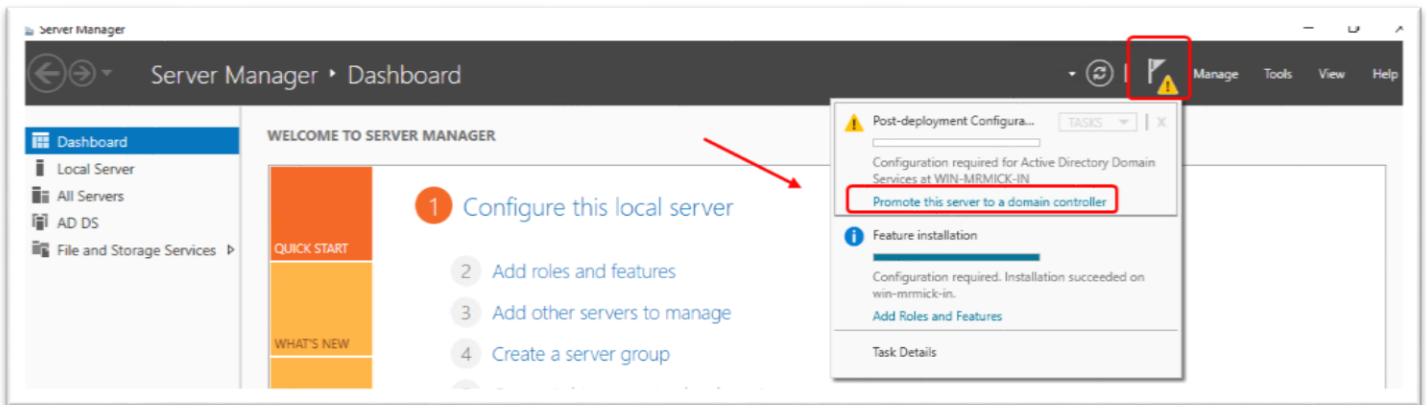 Server Manager
Server Manager • Dashboard
Manage Tools View Help
Dashboard
Local Server
All Servers
AD DS
File and Storage Services
WELCOME TO SERVER MANAGER
QUICK START
WHAT'S NEW
1 Configure this local server
2 Add roles and features
3 Add other servers to manage
4 Create a server group
Post-deployment Configura... TASKS X
Configuration required for Active Directory Domain
Services at WIN-MRMICK-IN
Promote this server to a domain controller
Feature installation
Configuration required. Installation succeeded on
win-mrmick-in.
Add Roles and Features
Task Details